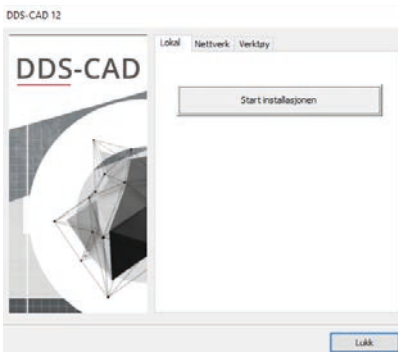 DDS-CAD 12
Lokal Nettverk Verktøy
DDS-CAD
Start installasjonen
Lukk